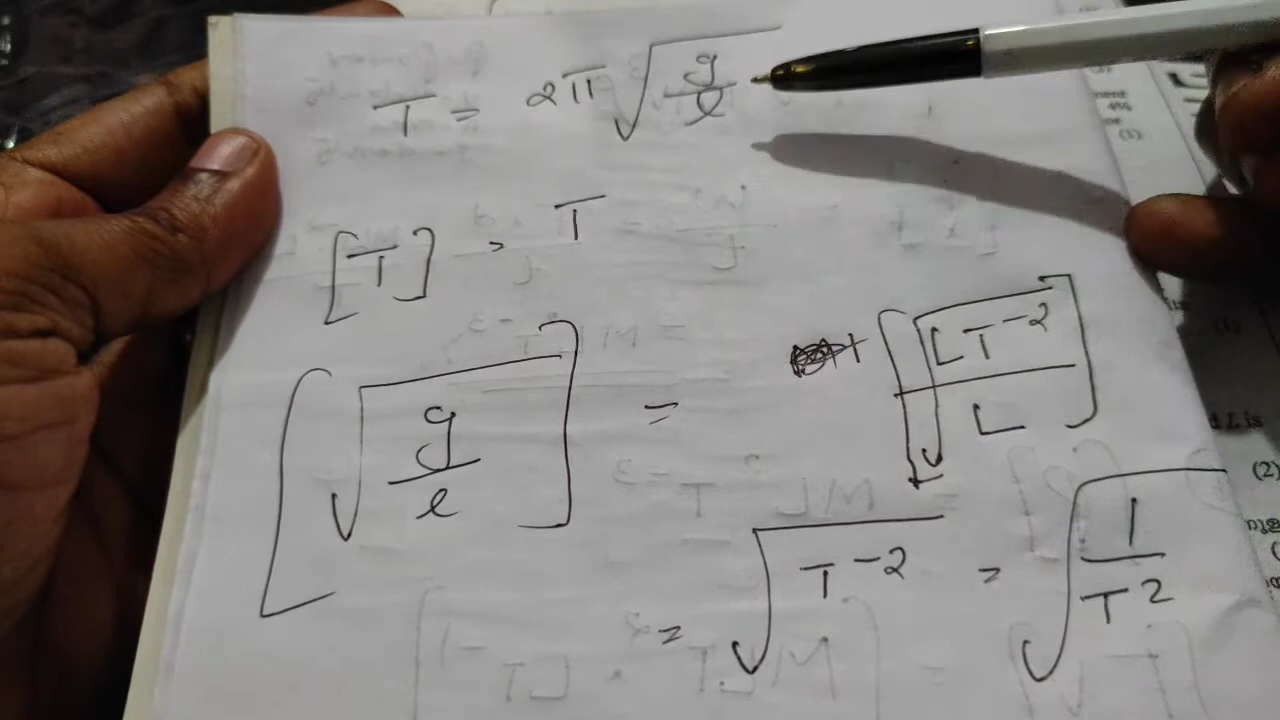 T = 2π √(g/l)
[T] = T
[√(g/l)] = [√(LT⁻²/L)]
= √(T⁻²) = √(1/T²)